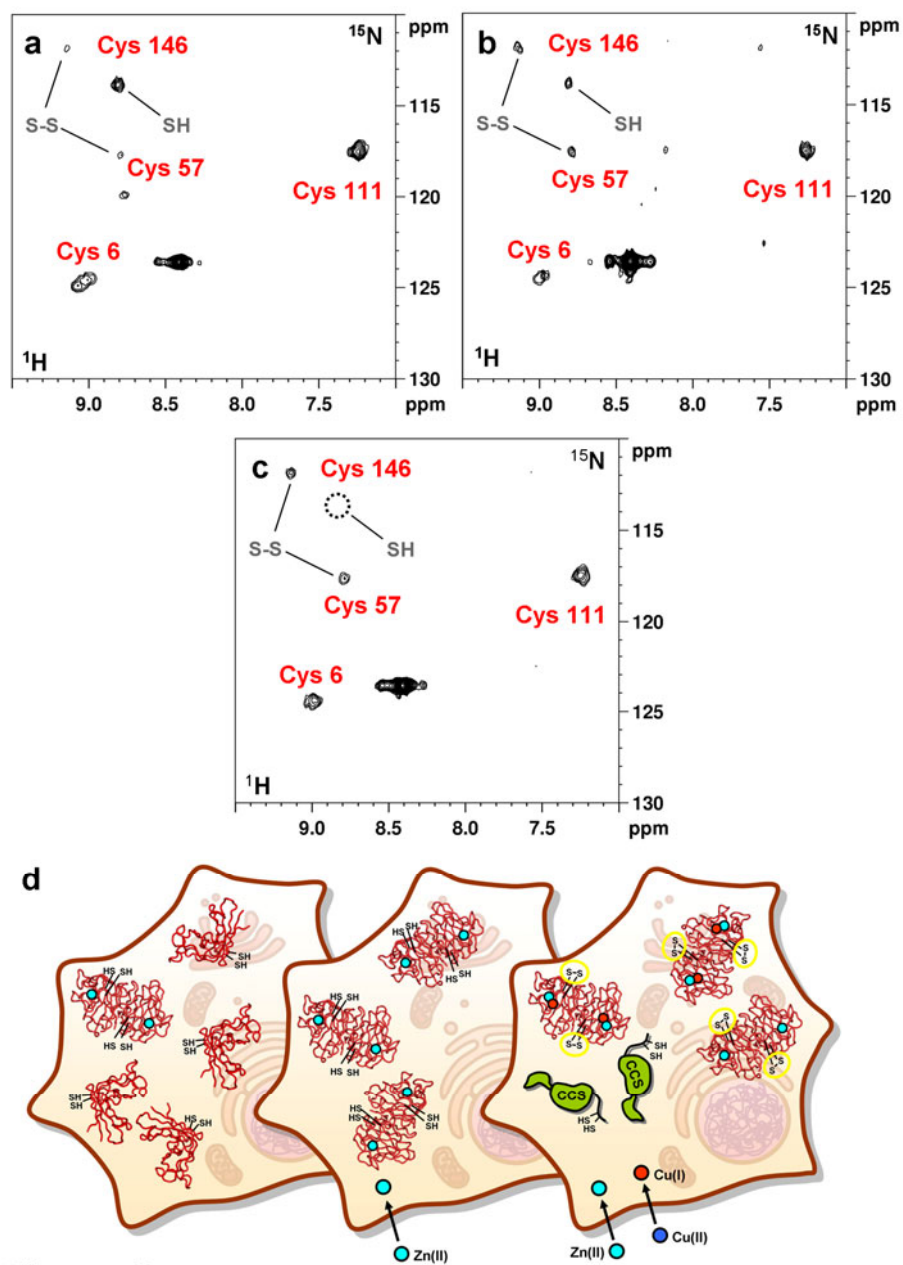 a
Cys 146
15N
ppm
S-S
SH
115
Cys 57
Cys 111
120
Cys 6
125
1H
130
9.0 8.5 8.0 7.5 ppm
b
Cys 146
15N
ppm
S-S
SH
115
Cys 57
Cys 111
120
Cys 6
125
1H
130
9.0 8.5 8.0 7.5 ppm
c
Cys 146
15N
ppm
S-S
SH
115
Cys 57
Cys 111
120
Cys 6
125
1H
130
9.0 8.5 8.0 7.5 ppm
d
SH
SH
HS SH
HS SH
SH
SH
SH
SH
HS SH
HS SH
HS
SH
HS SH
HS SH
HS
HS
SH
SH
Zn(II)
S-S
S-S
S
S
S
S
S
S
S
S
CCS
CCS
SH
SH
HS
HS
Cu(I)
Zn(II)
Cu(II)